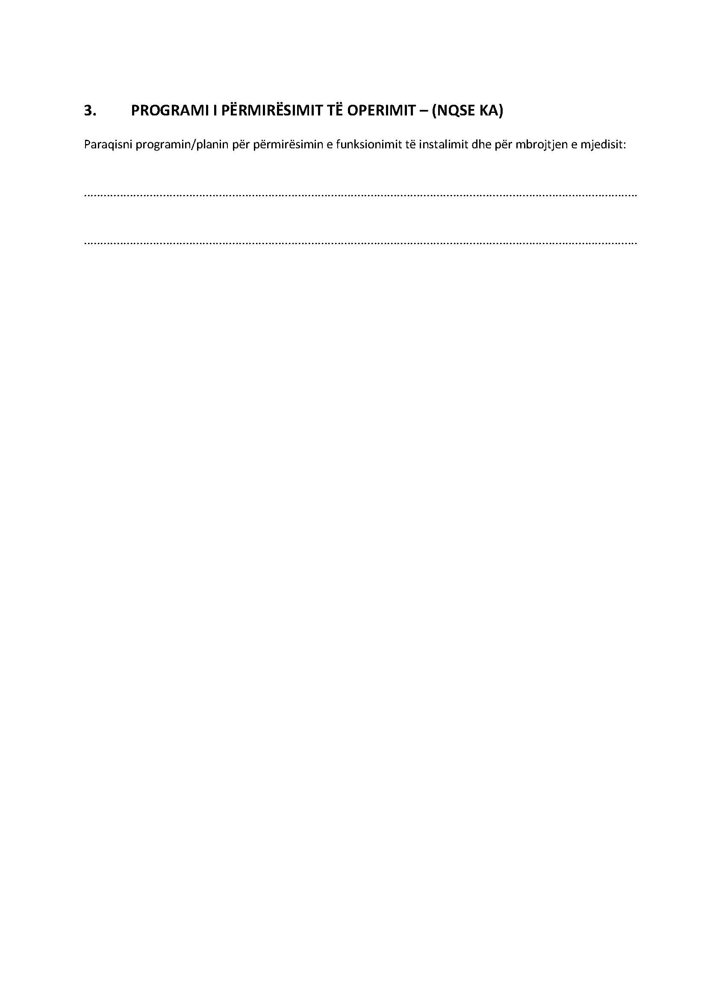 3. PROGRAMI I PËRMIRËSIMIT TË OPERIMIT – (NQSE KA)
Paraqisni programin/planin për përmirësimin e funksionimit të instalimit dhe për mbrojtjen e mjedisit:
........................................................................................................................................................................
........................................................................................................................................................................